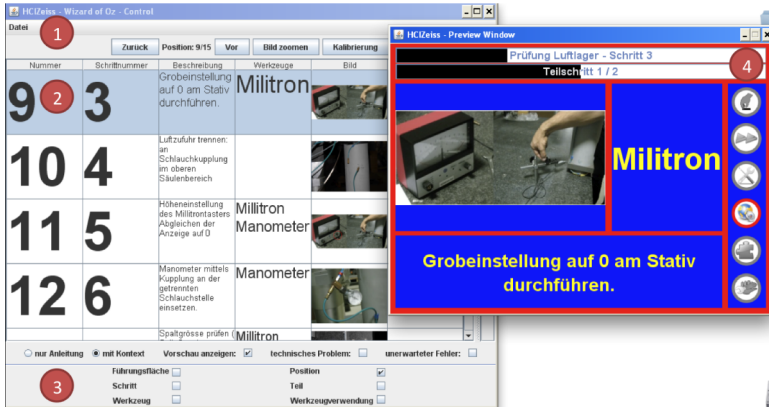 HCIZeiss - Wizard of Oz - Control
Datei
1
Zurück Position: 9/15 Vor Bild zoomen Kalibrierung
Nummer Schrittnummer Beschreibung Werkzeuge Bild
9 2 3 Grobeinstellung auf 0 am Stativ durchführen. Militron
10 4 Luftzufuhr trennen: an Schlauchkupplung im oberen Säulenbereich
11 5 Höheneinstellung des Millitrontasters Abgleichen der Anzeige auf 0 Millitron Manometer
12 6 Manometer mittels Kupplung an der getrennten Schlauchstelle einsetzen. Manometer
Spaltgrösse prüfen ( Millitron
nur Anleitung mit Kontext Vorschau anzeigen: technisches Problem: unerwarteter Fehler:
3
Führungsfläche Position
Schritt Teil
Werkzeug Werkzeugverwendung
HCIZeiss - Preview Window
Prüfung Luftlager - Schritt 3
Teilschritt 1 / 2
4
Militron
Grobeinstellung auf 0 am Stativ
durchführen.